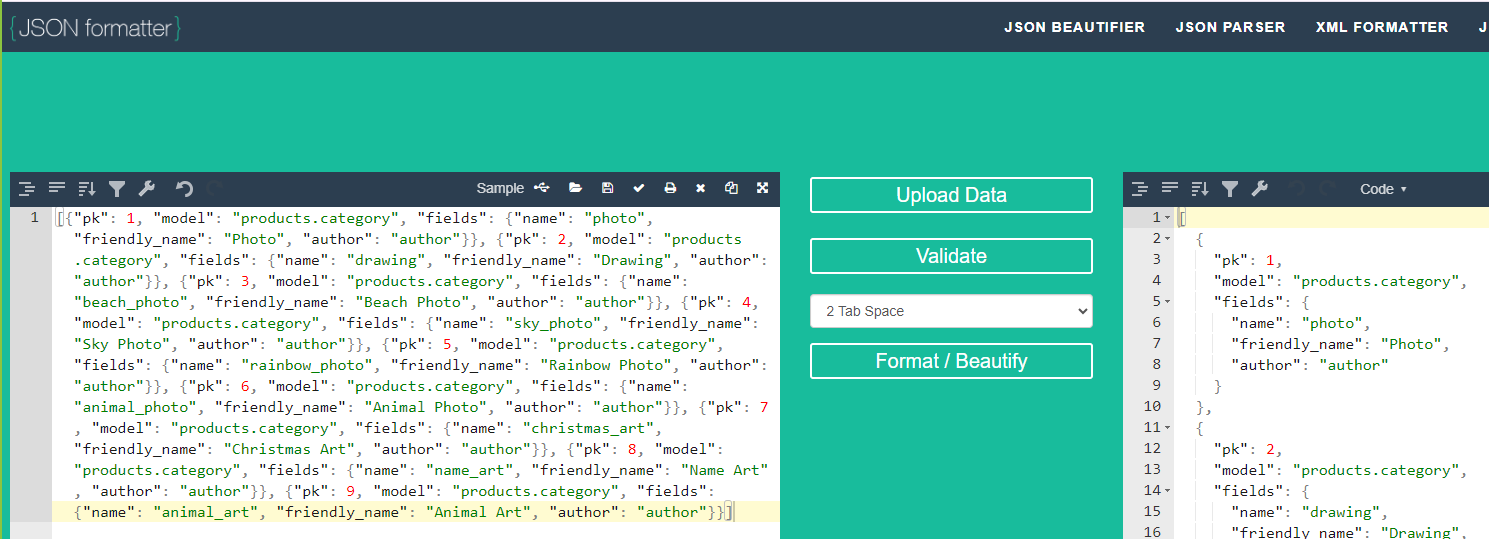 {JSON formatter}
JSON BEAUTIFIER JSON PARSER XML FORMATTER
Sample
1 [{"pk": 1, "model": "products.category", "fields": {"name": "photo",
"friendly_name": "Photo", "author": "author"}}, {"pk": 2, "model": "products
.category", "fields": {"name": "drawing", "friendly_name": "Drawing", "author":
"author"}}, {"pk": 3, "model": "products.category", "fields": {"name":
"beach_photo", "friendly_name": "Beach Photo", "author": "author"}}, {"pk": 4,
"model": "products.category", "fields": {"name": "sky_photo", "friendly_name":
"Sky Photo", "author": "author"}}, {"pk": 5, "model": "products.category",
"fields": {"name": "rainbow_photo", "friendly_name": "Rainbow Photo", "author":
"author"}}, {"pk": 6, "model": "products.category", "fields": {"name":
"animal_photo", "friendly_name": "Animal Photo", "author": "author"}}, {"pk": 7
, "model": "products.category", "fields": {"name": "christmas_art",
"friendly_name": "Christmas Art", "author": "author"}}, {"pk": 8, "model":
"products.category", "fields": {"name": "name_art", "friendly_name": "Name Art"
, "author": "author"}}, {"pk": 9, "model": "products.category", "fields":
{"name": "animal_art", "friendly_name": "Animal Art", "author": "author"}}]
Upload Data
Validate
2 Tab Space
Format / Beautify
Code
1 [
2 {
3 "pk": 1,
4 "model": "products.category",
5 "fields": {
6 "name": "photo",
7 "friendly_name": "Photo",
8 "author": "author"
9 }
10 },
11 {
12 "pk": 2,
13 "model": "products.category",
14 "fields": {
15 "name": "drawing",
16 "friendly_name": "Drawing",